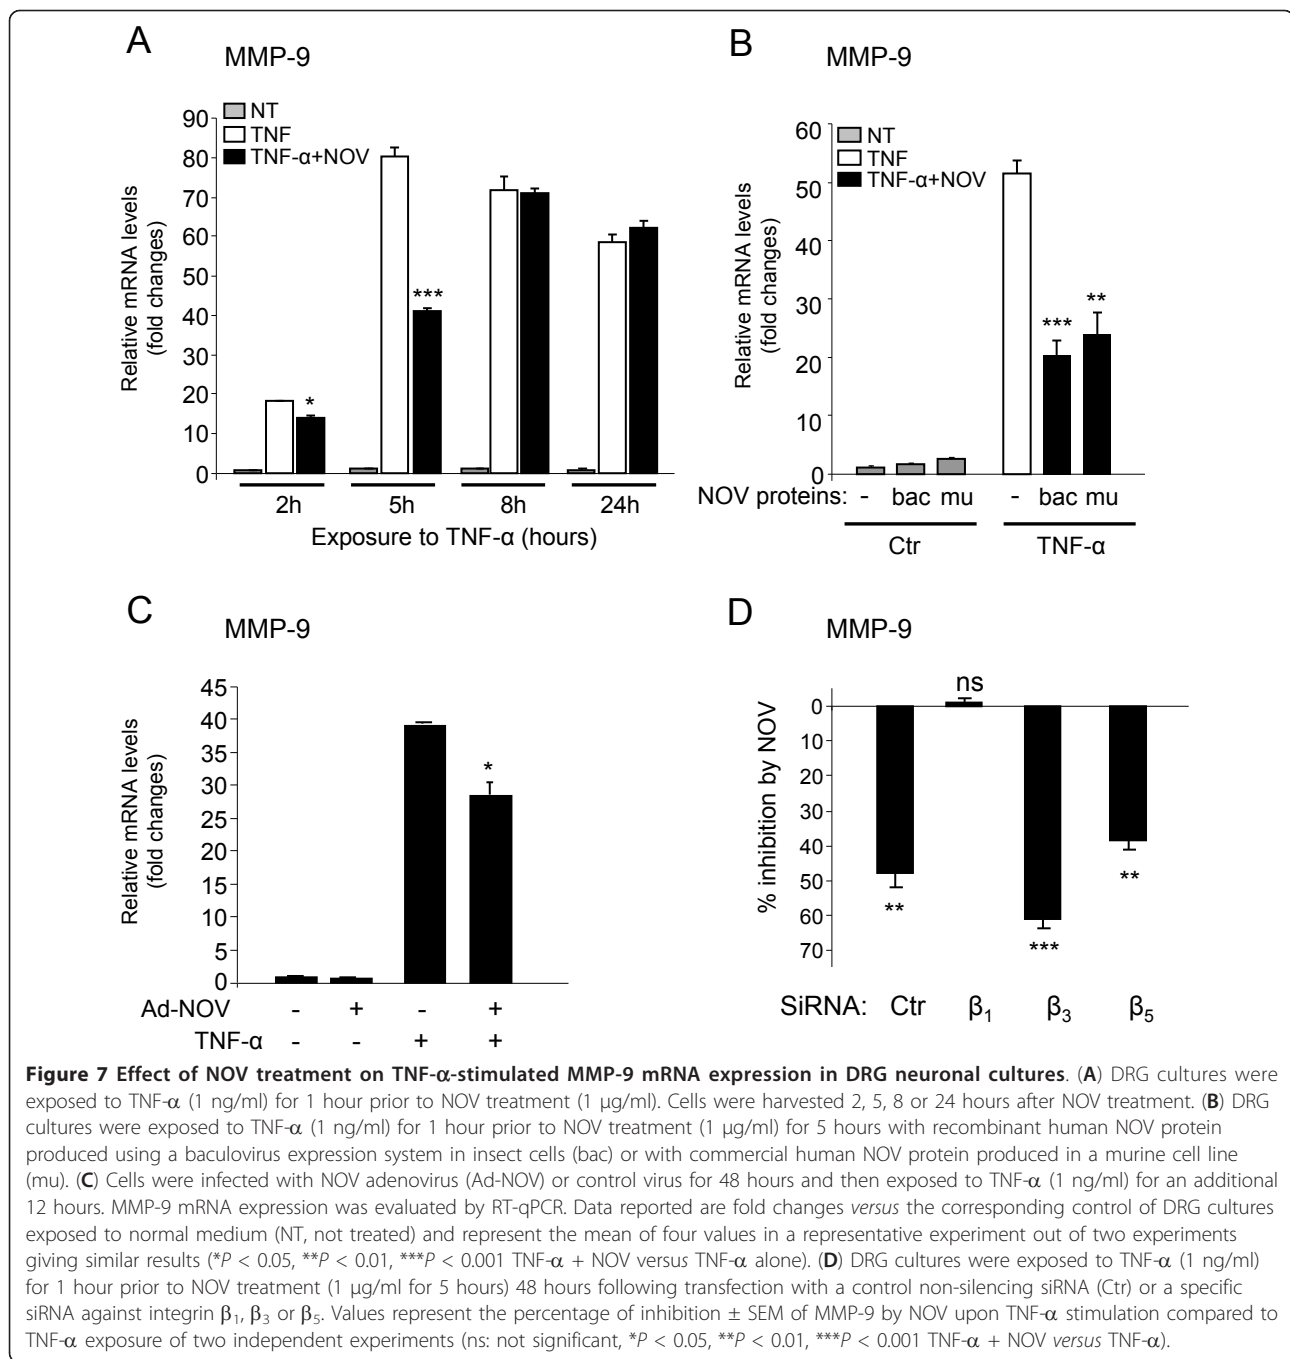 A
MMP-9
NT
TNF
TNF-α+NOV
Relative mRNA levels
(fold changes)
90
80
70
60
50
40
30
20
10
0
*
***
2h 5h 8h 24h
Exposure to TNF-α (hours)
B
MMP-9
NT
TNF
TNF-α+NOV
Relative mRNA levels
(fold changes)
60
50
40
30
20
10
0
***
**
NOV proteins: - bac mu - bac mu
Ctr TNF-α
C
MMP-9
Relative mRNA levels
(fold changes)
45
40
35
30
25
20
15
10
5
0
*
Ad-NOV - + - +
TNF-α - - + +
D
MMP-9
% inhibition by NOV
0
10
20
30
40
50
60
70
ns
**
***
**
SiRNA: Ctr β1 β3 β5
Figure 7 Effect of NOV treatment on TNF-α-stimulated MMP-9 mRNA expression in DRG neuronal cultures. (A) DRG cultures were
exposed to TNF-α (1 ng/ml) for 1 hour prior to NOV treatment (1 μg/ml). Cells were harvested 2, 5, 8 or 24 hours after NOV treatment. (B) DRG
cultures were exposed to TNF-α (1 ng/ml) for 1 hour prior to NOV treatment (1 μg/ml) for 5 hours with recombinant human NOV protein
produced using a baculovirus expression system in insect cells (bac) or with commercial human NOV protein produced in a murine cell line
(mu). (C) Cells were infected with NOV adenovirus (Ad-NOV) or control virus for 48 hours and then exposed to TNF-α (1 ng/ml) for an additional
12 hours. MMP-9 mRNA expression was evaluated by RT-qPCR. Data reported are fold changes versus the corresponding control of DRG cultures
exposed to normal medium (NT, not treated) and represent the mean of four values in a representative experiment out of two experiments
giving similar results (*P < 0.05, **P < 0.01, ***P < 0.001 TNF-α + NOV versus TNF-α alone). (D) DRG cultures were exposed to TNF-α (1 ng/ml)
for 1 hour prior to NOV treatment (1 μg/ml for 5 hours) 48 hours following transfection with a control non-silencing siRNA (Ctr) or a specific
siRNA against integrin β1, β3 or β5. Values represent the percentage of inhibition ± SEM of MMP-9 by NOV upon TNF-α stimulation compared to
TNF-α exposure of two independent experiments (ns: not significant, *P < 0.05, **P < 0.01, ***P < 0.001 TNF-α + NOV versus TNF-α).